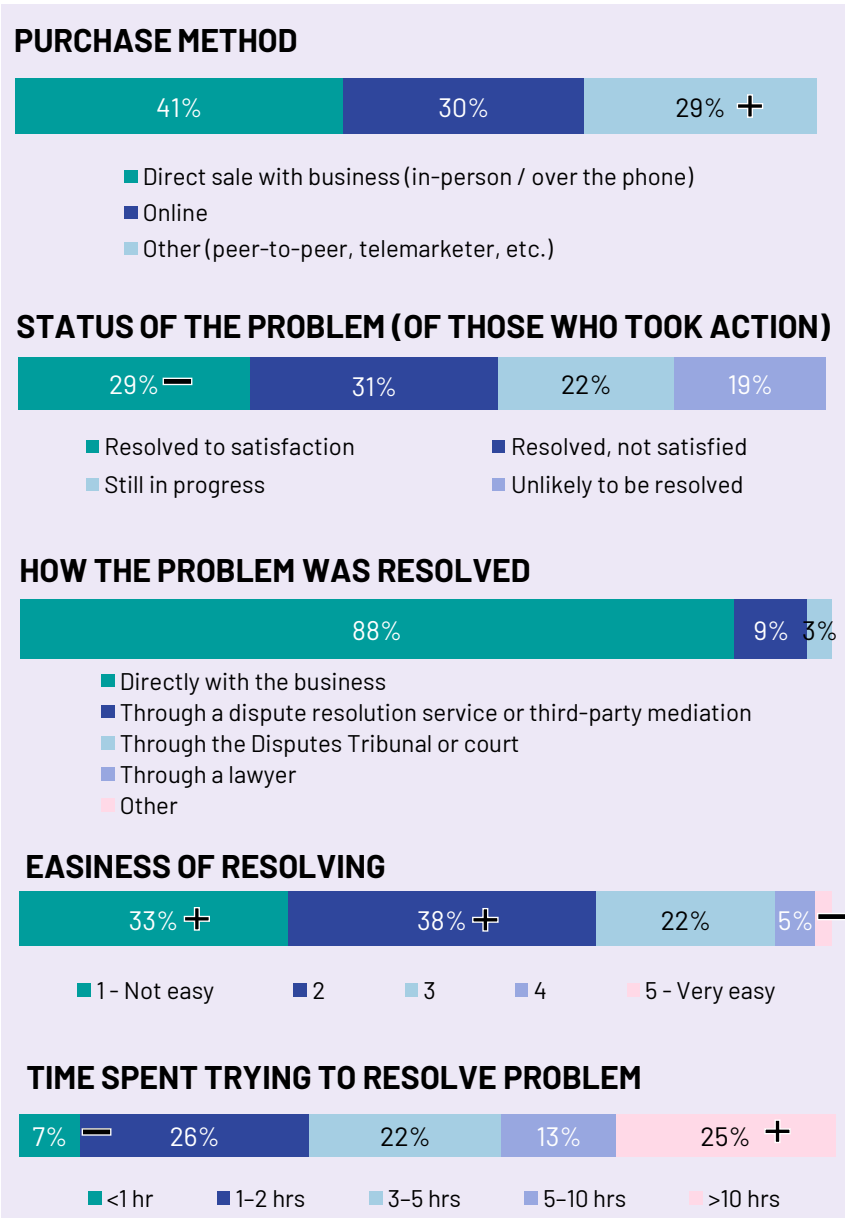 PURCHASE METHOD
41% 30% 29% +
Direct sale with business (in-person / over the phone)
Online
Other (peer-to-peer, telemarketer, etc.)
STATUS OF THE PROBLEM (OF THOSE WHO TOOK ACTION)
29% − 31% 22% 19%
Resolved to satisfaction Resolved, not satisfied
Still in progress Unlikely to be resolved
HOW THE PROBLEM WAS RESOLVED
88% 9% 3%
Directly with the business
Through a dispute resolution service or third-party mediation
Through the Disputes Tribunal or court
Through a lawyer
Other
EASINESS OF RESOLVING
33% + 38% + 22% 5% −
1 - Not easy 2 3 4 5 - Very easy
TIME SPENT TRYING TO RESOLVE PROBLEM
7% − 26% 22% 13% 25% +
<1 hr 1–2 hrs 3–5 hrs 5–10 hrs >10 hrs